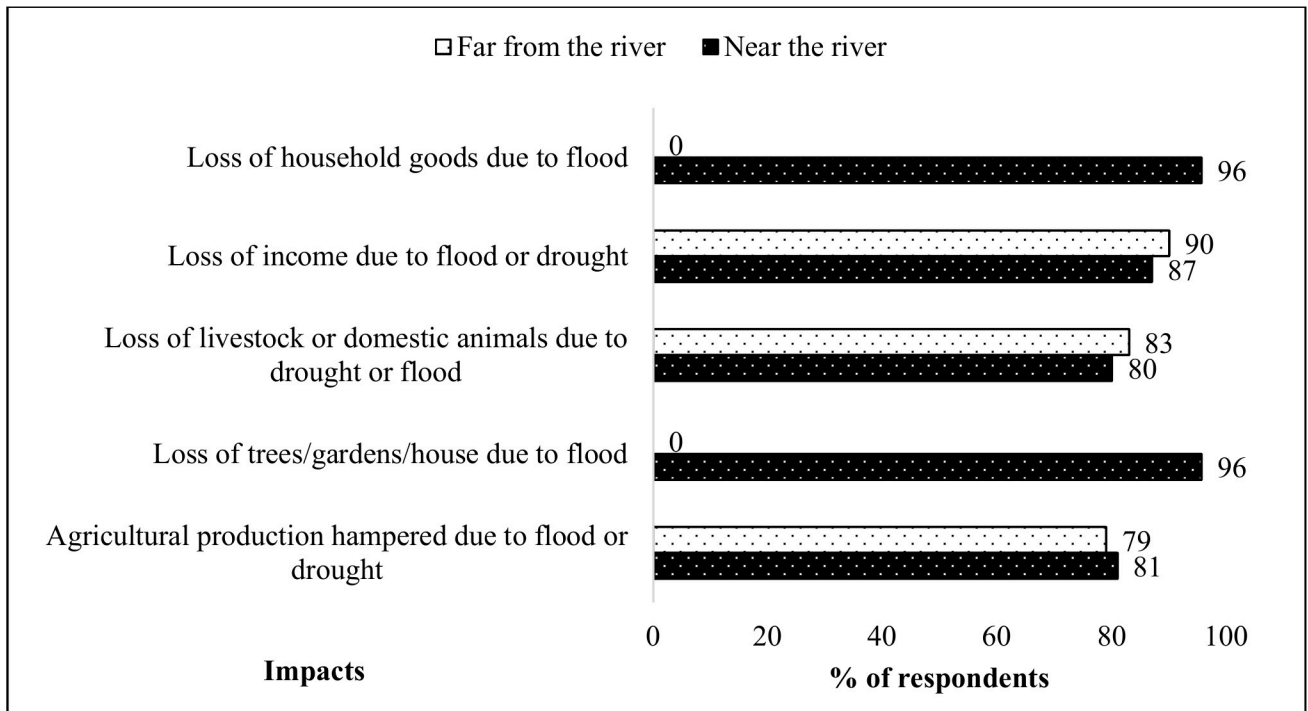 Far from the river Near the river
Loss of household goods due to flood
0
96
Loss of income due to flood or drought
90
87
Loss of livestock or domestic animals due to
drought or flood
83
80
Loss of trees/gardens/house due to flood
0
96
Agricultural production hampered due to flood or
drought
79
81
0 20 40 60 80 100
Impacts
% of respondents